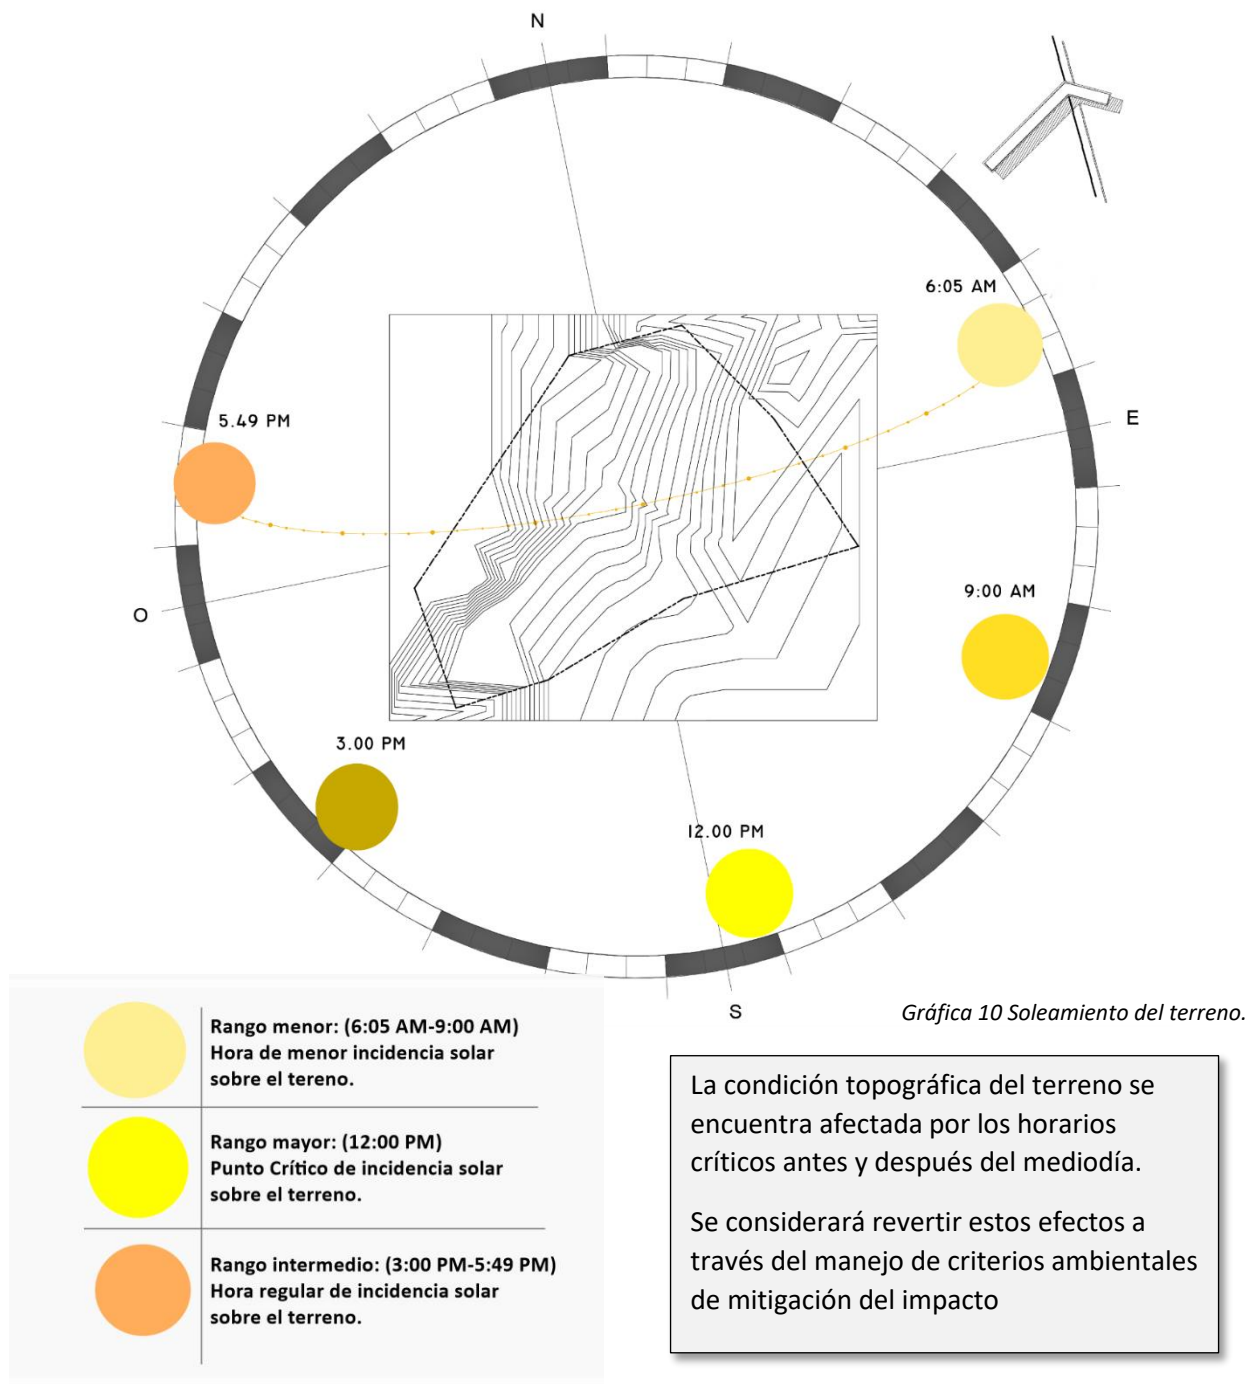 N
6:05 AM
5.49 PM
E
9:00 AM
O
3.00 PM
12.00 PM
S
Gráfica 10 Soleamiento del terreno.
Rango menor: (6:05 AM-9:00 AM)
Hora de menor incidencia solar
sobre el tereno.
Rango mayor: (12:00 PM)
Punto Crítico de incidencia solar
sobre el terreno.
Rango intermedio: (3:00 PM-5:49 PM)
Hora regular de incidencia solar
sobre el terreno.
La condición topográfica del terreno se
encuentra afectada por los horarios
críticos antes y después del mediodía.
Se considerará revertir estos efectos a
través del manejo de criterios ambientales
de mitigación del impacto